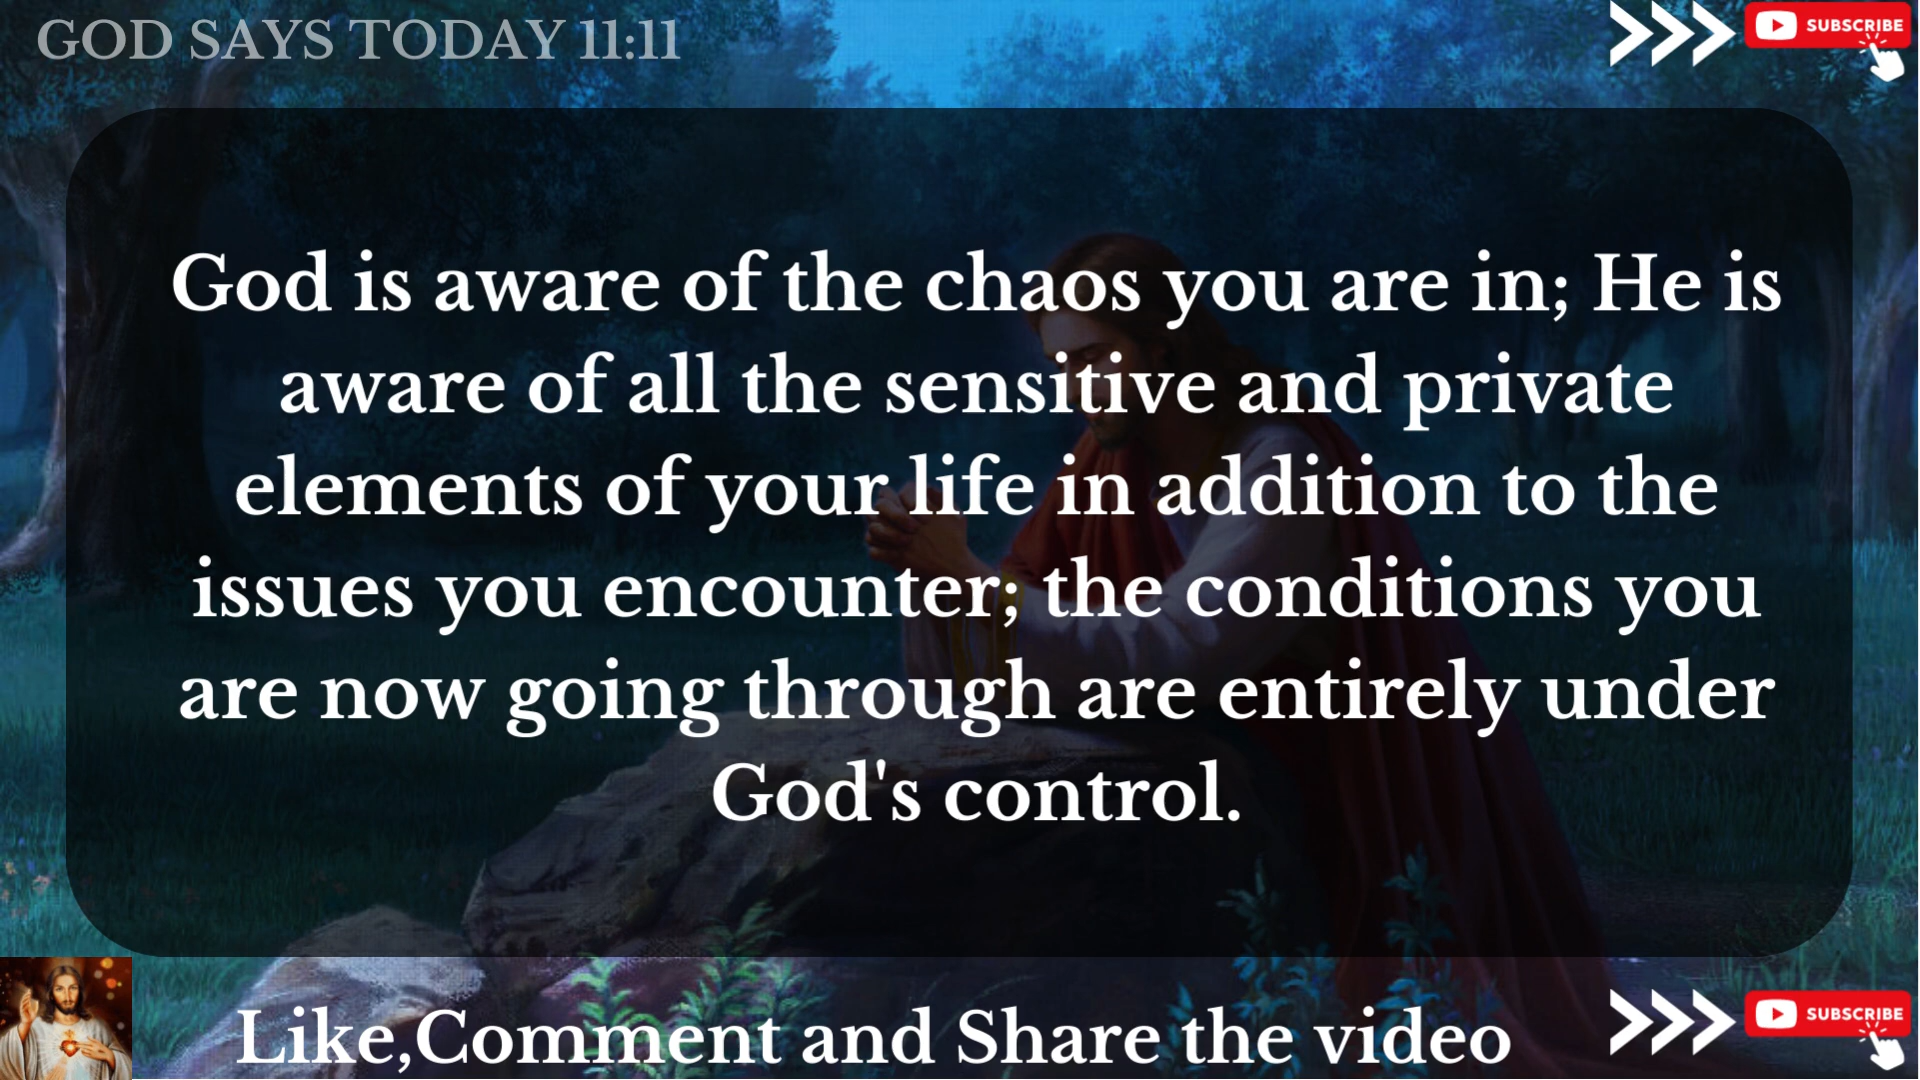 GOD SAYS TODAY 11:11
SUBSCRIBE
God is aware of the chaos you are in; He is
aware of all the sensitive and private
elements of your life in addition to the
issues you encounter; the conditions you
are now going through are entirely under
God's control.
Like,Comment and Share the video
SUBSCRIBE